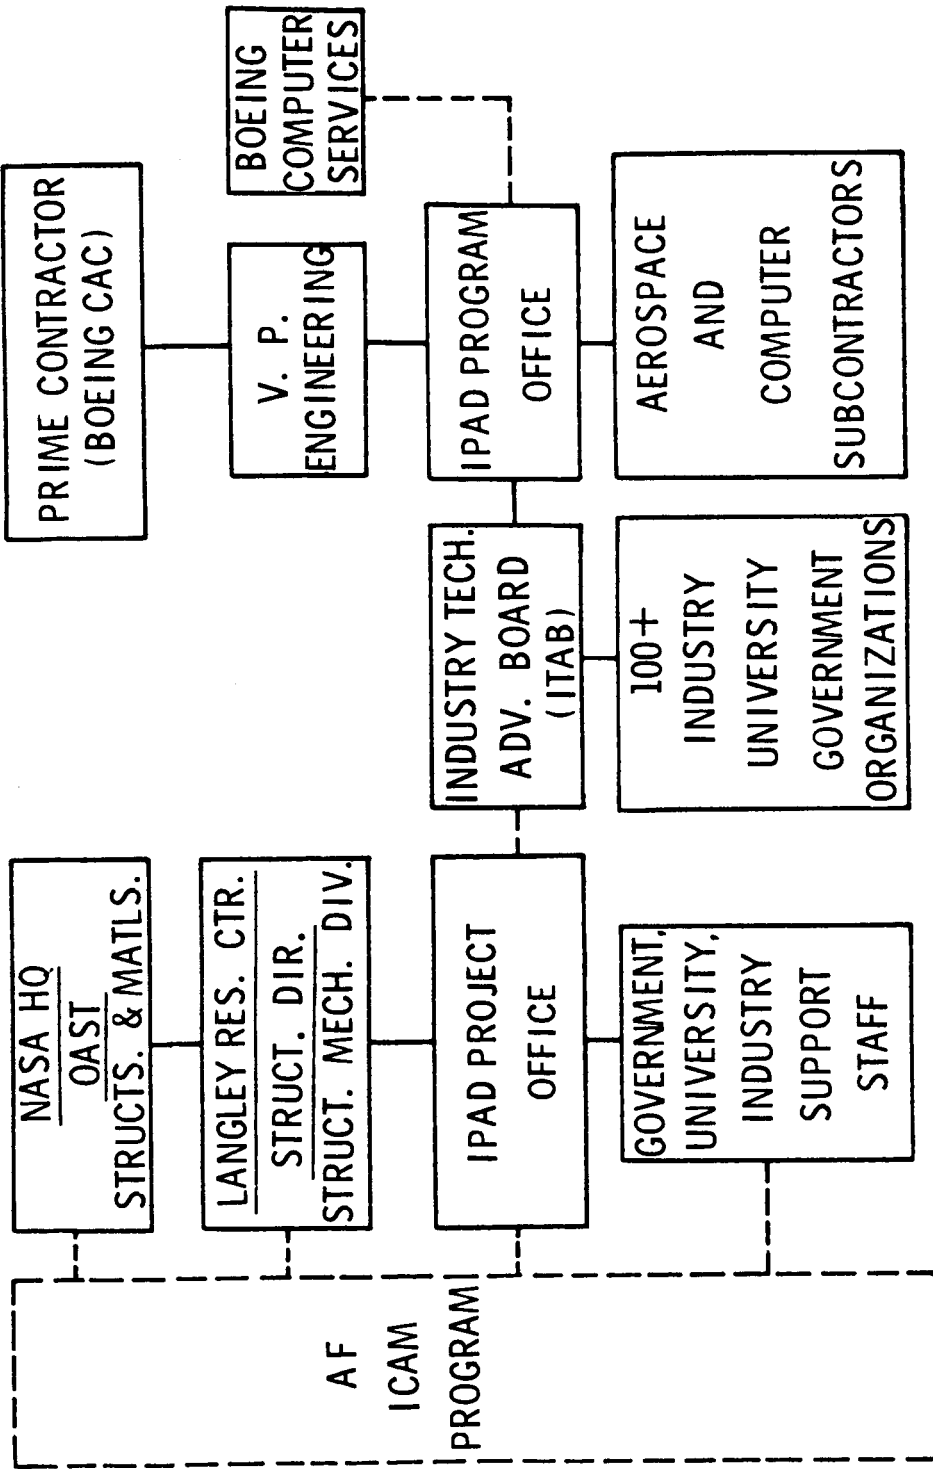 NASA HQ
OAST
STRUCTS. & MATLS.
PRIME CONTRACTOR
(BOEING CAC)
LANGLEY RES. CTR.
STRUCT. DIR.
STRUCT. MECH. DIV.
V. P.
ENGINEERING
BOEING
COMPUTER
SERVICES
AF
ICAM
PROGRAM
IPAD PROJECT
OFFICE
INDUSTRY TECH.
ADV. BOARD
(ITAB)
IPAD PROGRAM
OFFICE
GOVERNMENT,
UNIVERSITY,
INDUSTRY
SUPPORT
STAFF
100+
INDUSTRY
UNIVERSITY
GOVERNMENT
ORGANIZATIONS
AEROSPACE
AND
COMPUTER
SUBCONTRACTORS